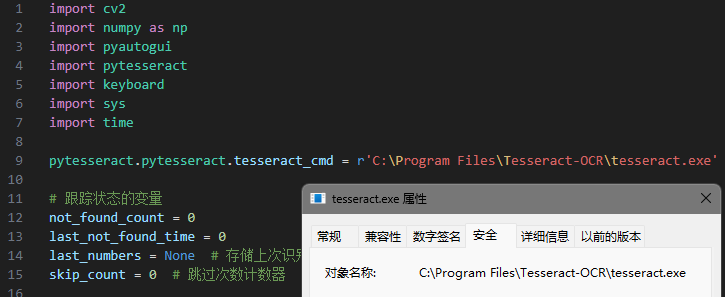 1 import cv2
2 import numpy as np
3 import pyautogui
4 import pytesseract
5 import keyboard
6 import sys
7 import time
8
9 pytesseract.pytesseract.tesseract_cmd = r'C:\Program Files\Tesseract-OCR\tesseract.exe'
10
11 # 跟踪状态的变量
12 not_found_count = 0
13 last_not_found_time = 0
14 last_numbers = None # 存储上次识
15 skip_count = 0 # 跳过次数计数器
16
tesseract.exe 属性
常规 兼容性 数字签名 安全 详细信息 以前的版本
对象名称: C:\Program Files\Tesseract-OCR\tesseract.exe